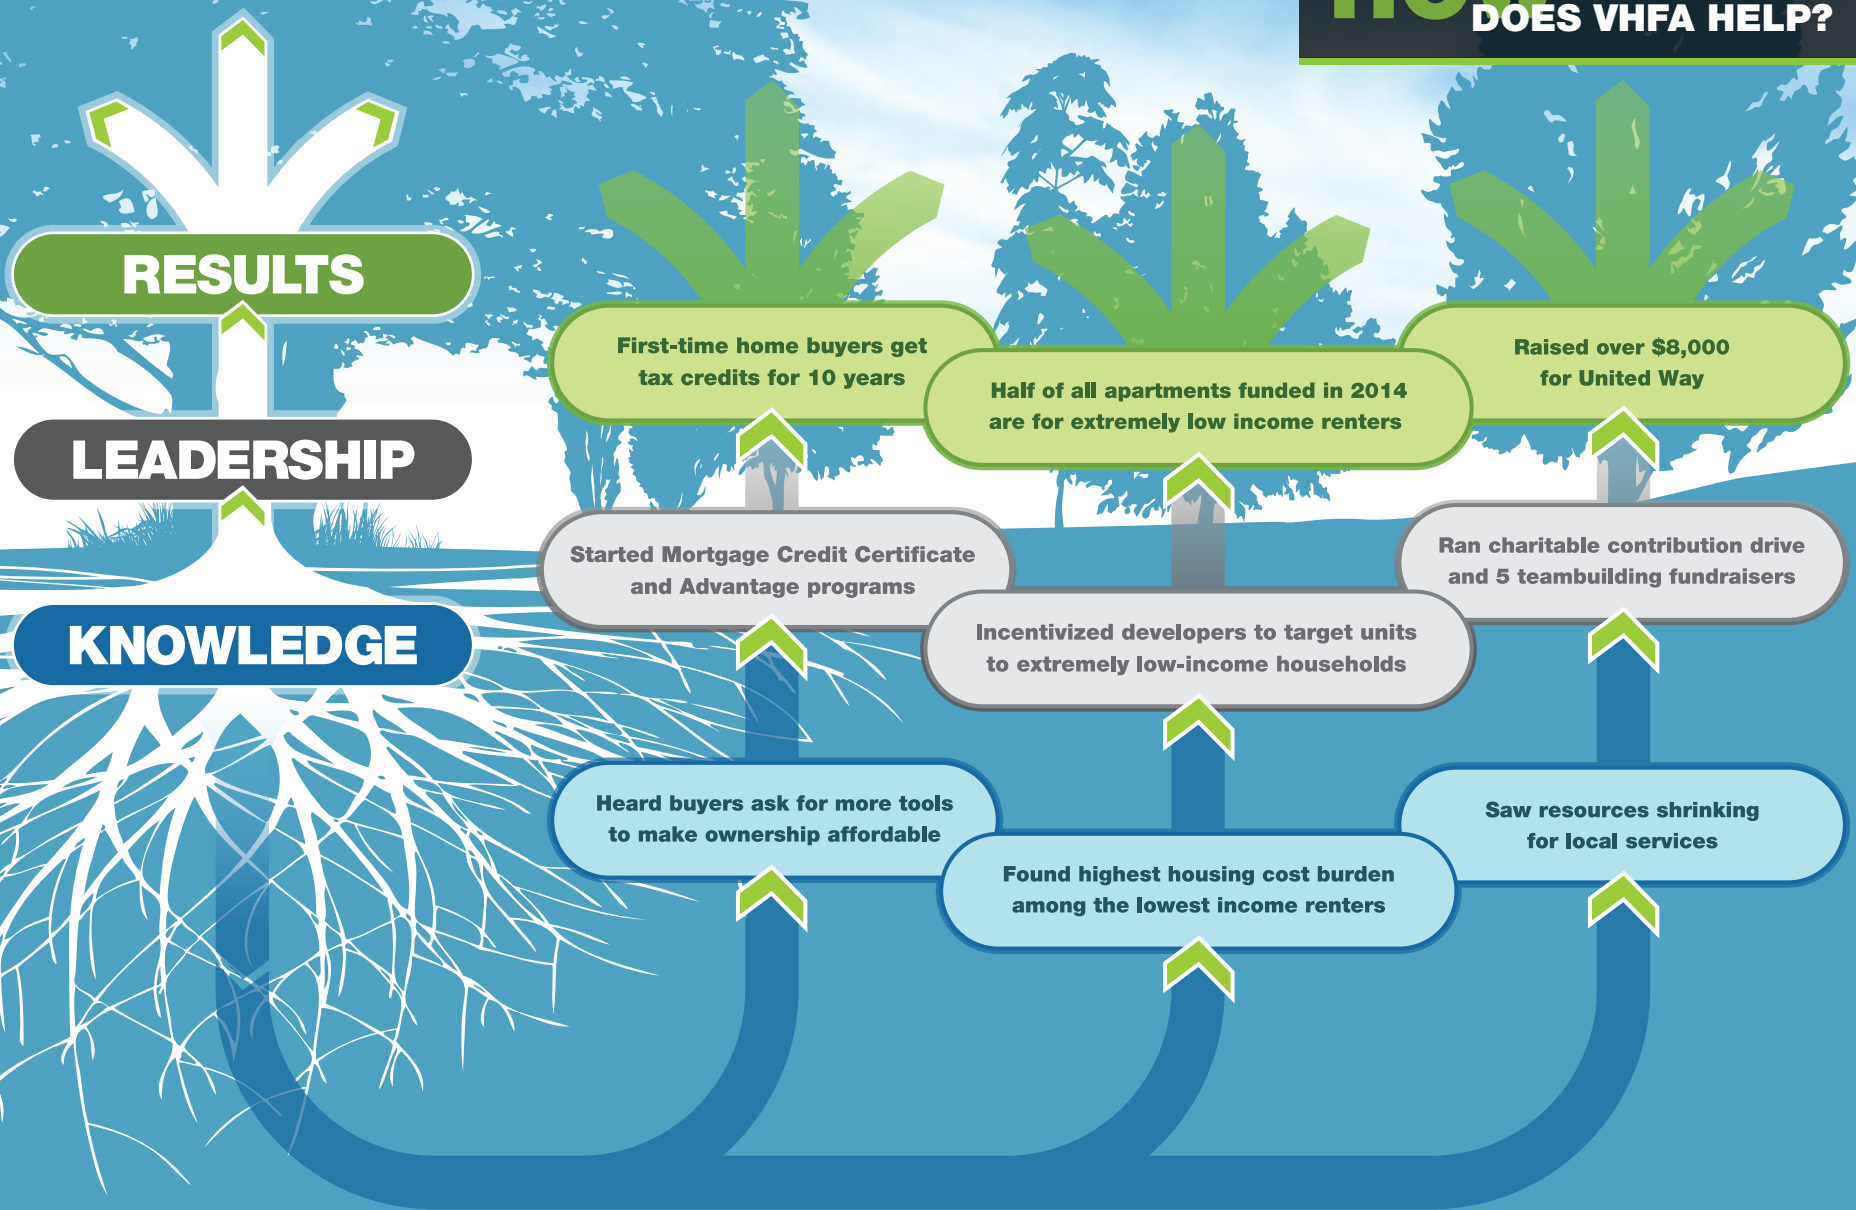 DOES VHFA HELP?
RESULTS
LEADERSHIP
KNOWLEDGE
First-time home buyers get
tax credits for 10 years
Started Mortgage Credit Certificate
and Advantage programs
Heard buyers ask for more tools
to make ownership affordable
Half of all apartments funded in 2014
are for extremely low income renters
Incentivized developers to target units
to extremely low-income households
Found highest housing cost burden
among the lowest income renters
Raised over $8,000
for United Way
Ran charitable contribution drive
and 5 teambuilding fundraisers
Saw resources shrinking
for local services